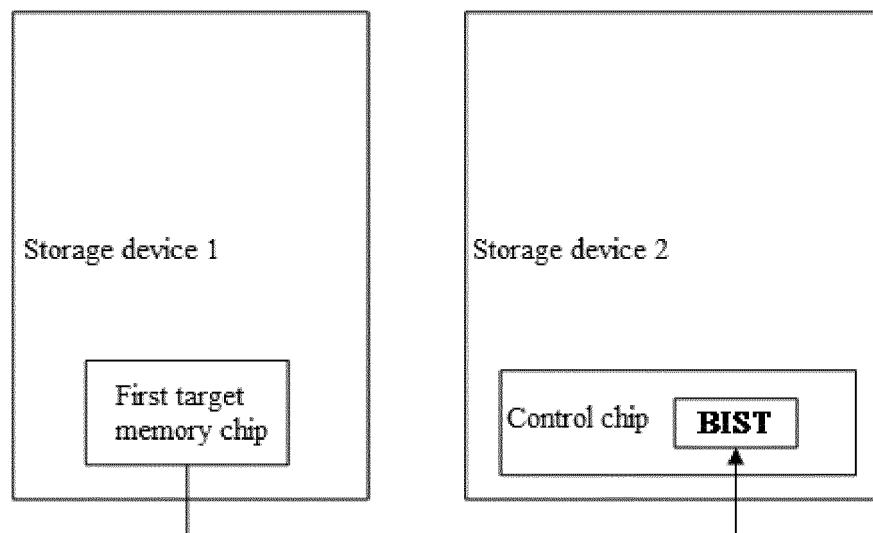 Storage device 1
First target
memory chip
Storage device 2
Control chip
BIST